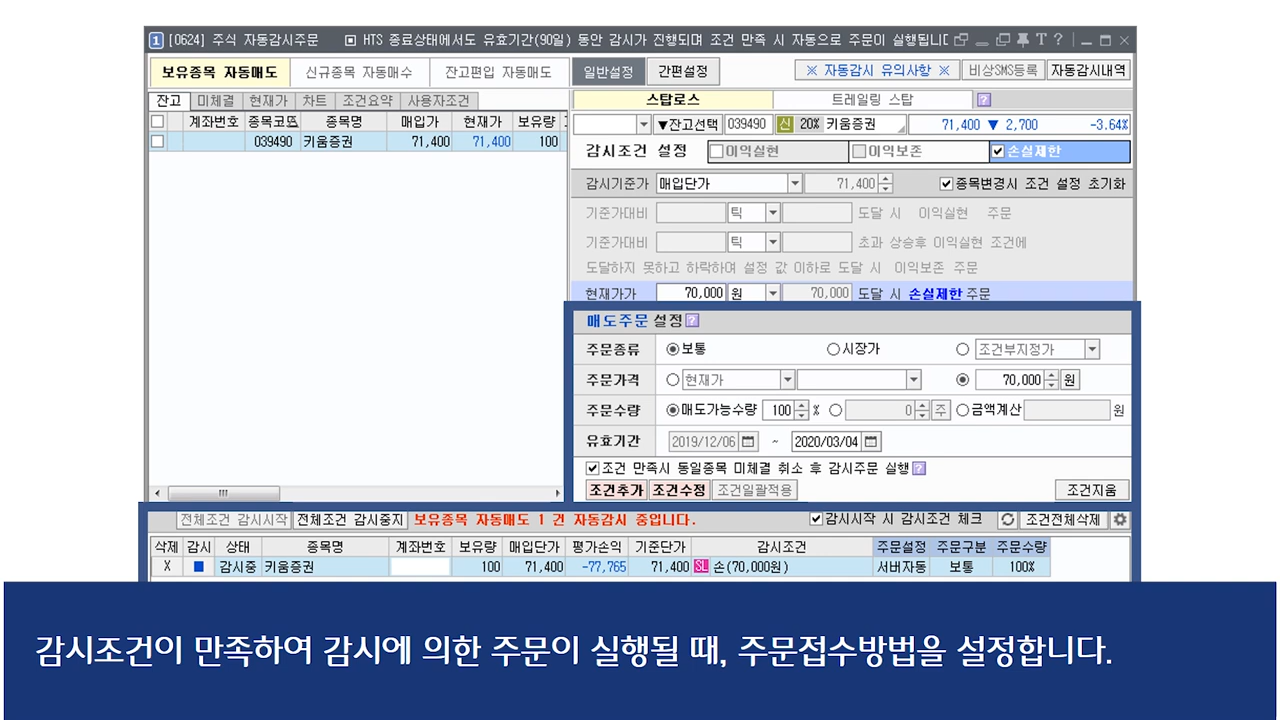 1 [0624] 주식 자동감시주문 ▣ HTS 종료상태에서도 유효기간(90일) 동안 감시가 진행되며 조건 만족 시 자동으로 주문이 실행됩니다 T ?
보유종목 자동매도 신규종목 자동매수 잔고편입 자동매도 일반설정 간편설정 ※ 자동감시 유의사항 ※ 비상SMS등록 자동감시내역
잔고 미체결 현재가 차트 조건요약 사용자조건 스탑로스 트레일링 스탑 ?
계좌번호 종목코드 종목명 매입가 현재가 보유량
039490 키움증권 71,400 71,400 100
▼잔고선택 039490 신 20% 키움증권 71,400 ▼ 2,700 -3.64%
감시조건 설정 이익실현 이익보존 손실제한
감시기준가 매입단가 71,400 종목변경시 조건 설정 초기화
기준가대비 틱 도달 시 이익실현 주문
기준가대비 틱 초과 상승후 이익실현 조건에
도달하지 못하고 하락하여 설정 값 이하로 도달 시 이익보존 주문
현재가가 70,000 원 70,000 도달 시 손실제한 주문
매도주문 설정 ?
주문종류 보통 시장가 조건부지정가
주문가격 현재가 70,000 원
주문수량 매도가능수량 100 % 0 주 금액계산 원
유효기간 2019/12/06 ~ 2020/03/04
조건 만족시 동일종목 미체결 취소 후 감시주문 실행 ?
조건추가 조건수정 조건일괄적용 조건지움
전체조건 감시시작 전체조건 감시중지 보유종목 자동매도 1 건 자동감시 중입니다. 감시시작 시 감시조건 체크 조건전체삭제
삭제 감시 상태 종목명 계좌번호 보유량 매입단가 평가손익 기준단가 감시조건 주문설정 주문구분 주문수량
X ■ 감시중 키움증권 100 71,400 -77,765 71,400 SL 손(70,000원) 서버자동 보통 100%
감시조건이 만족하여 감시에 의한 주문이 실행될 때, 주문접수방법을 설정합니다.